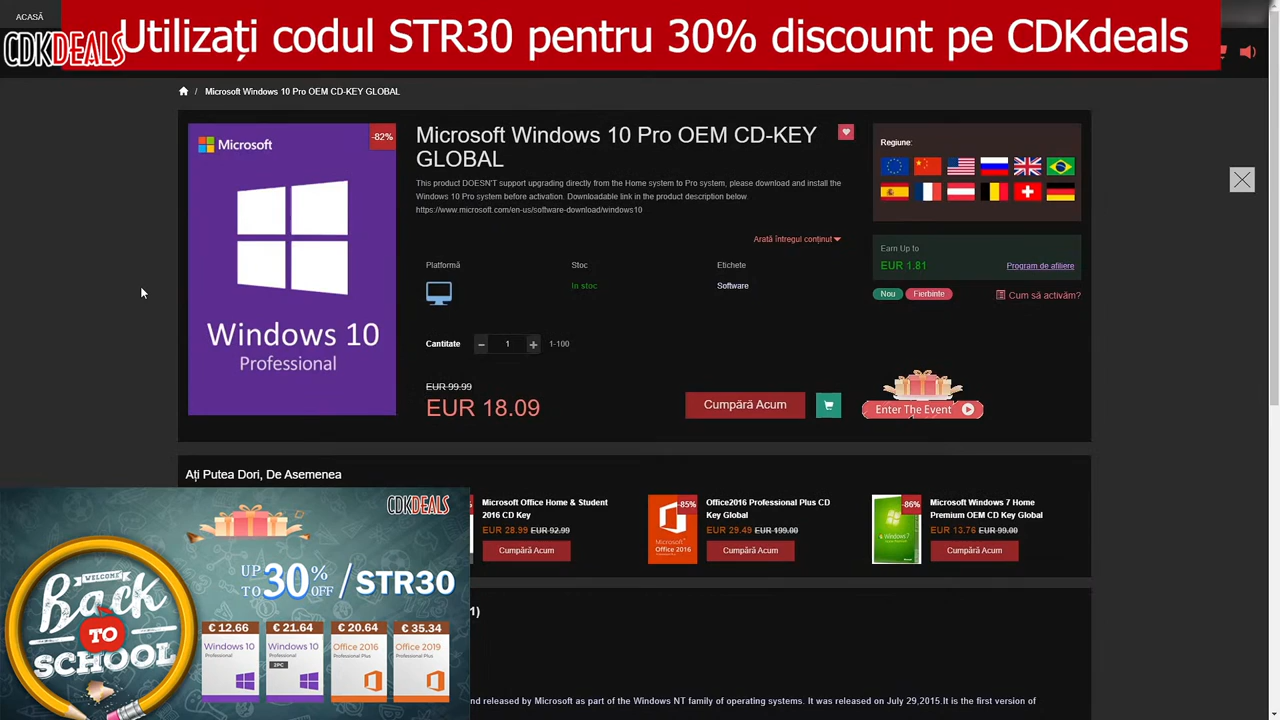 ACASĂ
CDKDEALS
Utilizați codul STR30 pentru 30% discount pe CDKdeals
/ Microsoft Windows 10 Pro OEM CD-KEY GLOBAL
Microsoft
-82%
Windows 10
Professional
Microsoft Windows 10 Pro OEM CD-KEY
GLOBAL
This product DOESN'T support upgrading directly from the Home system to Pro system, please download and install the
Windows 10 Pro system before activation. Downloadable link in the product description below.
https://www.microsoft.com/en-us/software-download/windows10
Arată întregul conținut
Platformă
Stoc
Etichete
În stoc
Software
Cantitate
− 1 +
1-100
EUR 99.99
EUR 18.09
Cumpără Acum
Regiune:
Earn Up to
EUR 1.81
Program de afiliere
Nou
Fierbinte
Cum să activăm?
Enter The Event
Ați Putea Dori, De Asemenea
Microsoft Office Home & Student
2016 CD Key
EUR 28.99 EUR 92.99
Cumpără Acum
-85%
Microsoft
Office 2016
Office2016 Professional Plus CD
Key Global
EUR 29.49 EUR 199.00
Cumpără Acum
-86%
Microsoft Windows 7 Home
Premium OEM CD Key Global
EUR 13.76 EUR 99.00
Cumpără Acum
1)
nd released by Microsoft as part of the Windows NT family of operating systems. It was released on July 29,2015.It is the first version of
CDKDEALS
WELCOME
Back
TO
SCHOOL
UP TO 30% OFF / STR30
€ 12.66
Windows 10
Professional
€ 21.64
Windows 10
Professional
2PC
€ 20.64
Office 2016
Professional Plus
€ 35.34
Office 2019
Professional Plus